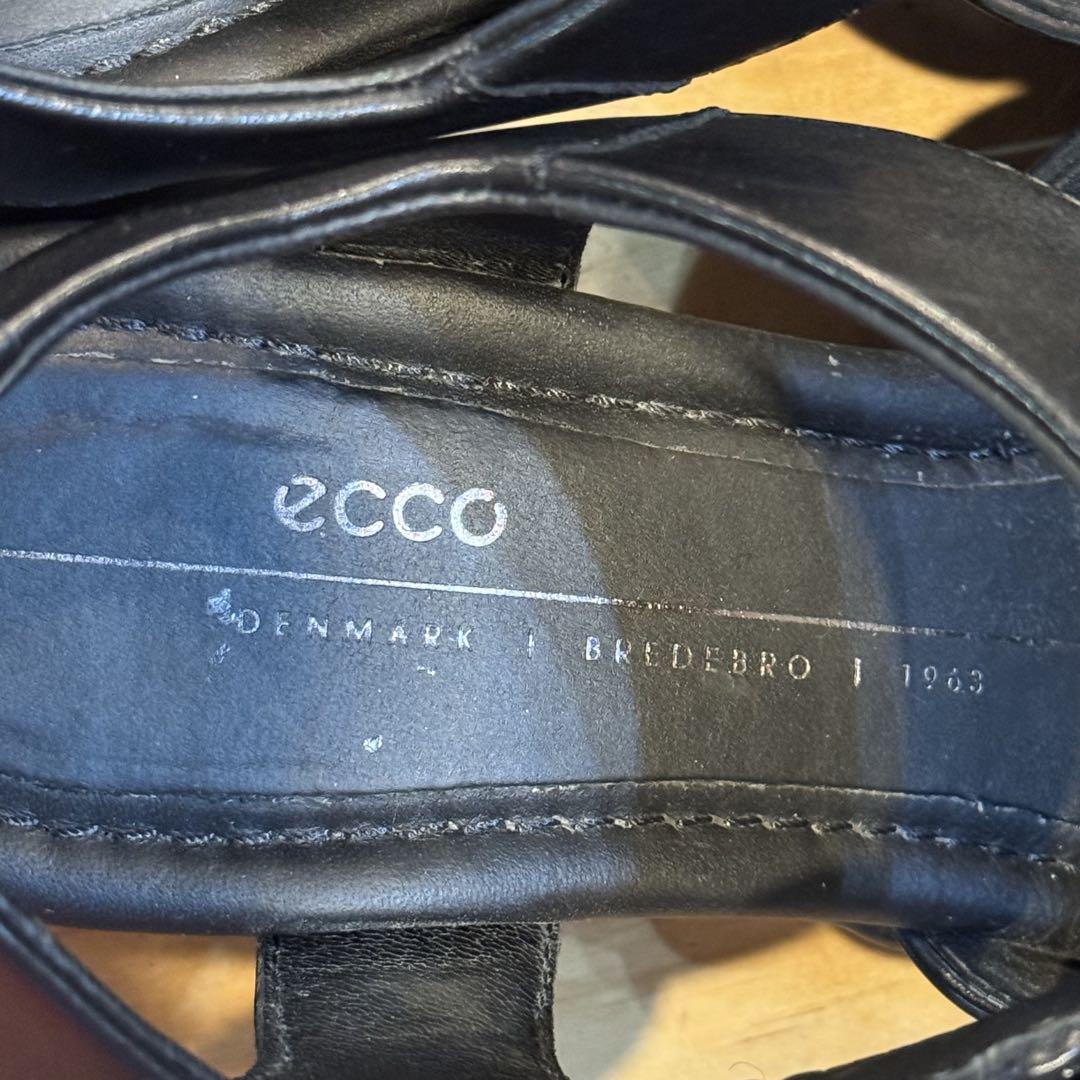 ecco
DENMARK | BREDEBRO | 1963